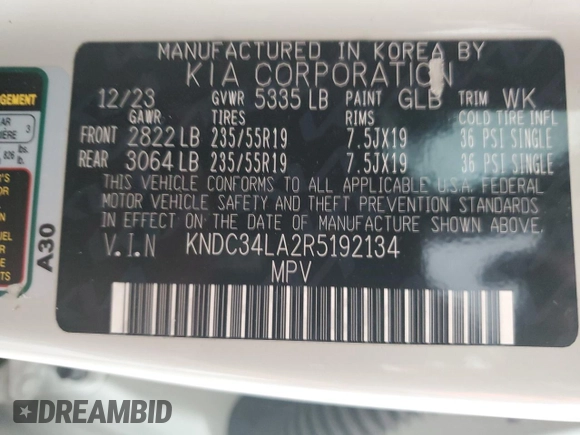 MANUFACTURED IN KOREA BY
KIA CORPORATION
12/23 GVWR 5335 LB PAINT GLB TRIM WK
GAWR TIRES RIMS COLD TIRE INFL
FRONT 2822 LB 235/55R19 7.5JX19 36 PSI SINGLE
REAR 3064 LB 235/55R19 7.5JX19 36 PSI SINGLE
THIS VEHICLE CONFORMS TO ALL APPLICABLE U.S.A. FEDERAL
MOTOR VEHICLE SAFETY AND THEFT PREVENTION STANDARDS
IN EFFECT ON THE DATE OF MANUFACTURE SHOWN ABOVE.
V.I.N KNDC34LA2R5192134
MPV
A30
3
826 lbs.
DREAMBID